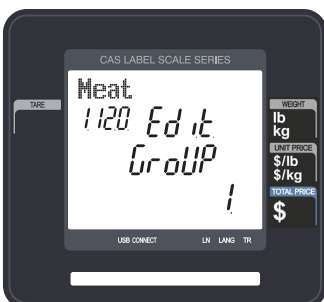 CAS LABEL SCALE SERIES
Meat
TARE
1120 Edit
GroUP
1
WEIGHT
lb
kg
UNIT PRICE
$/lb
$/kg
TOTAL PRICE
$
USB CONNECT LN LANG TR